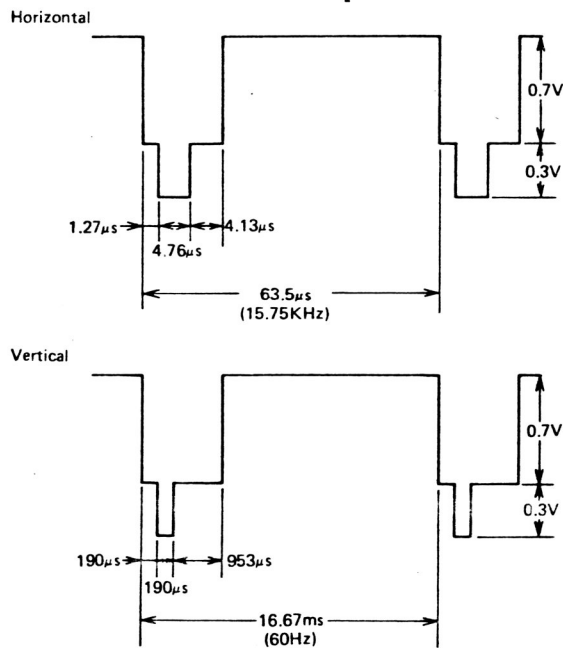 Horizontal
0.7V
0.3V
1.27μs
4.13μs
4.76μs
63.5μs
(15.75KHz)
Vertical
0.7V
0.3V
190μs
953μs
190μs
16.67ms
(60Hz)